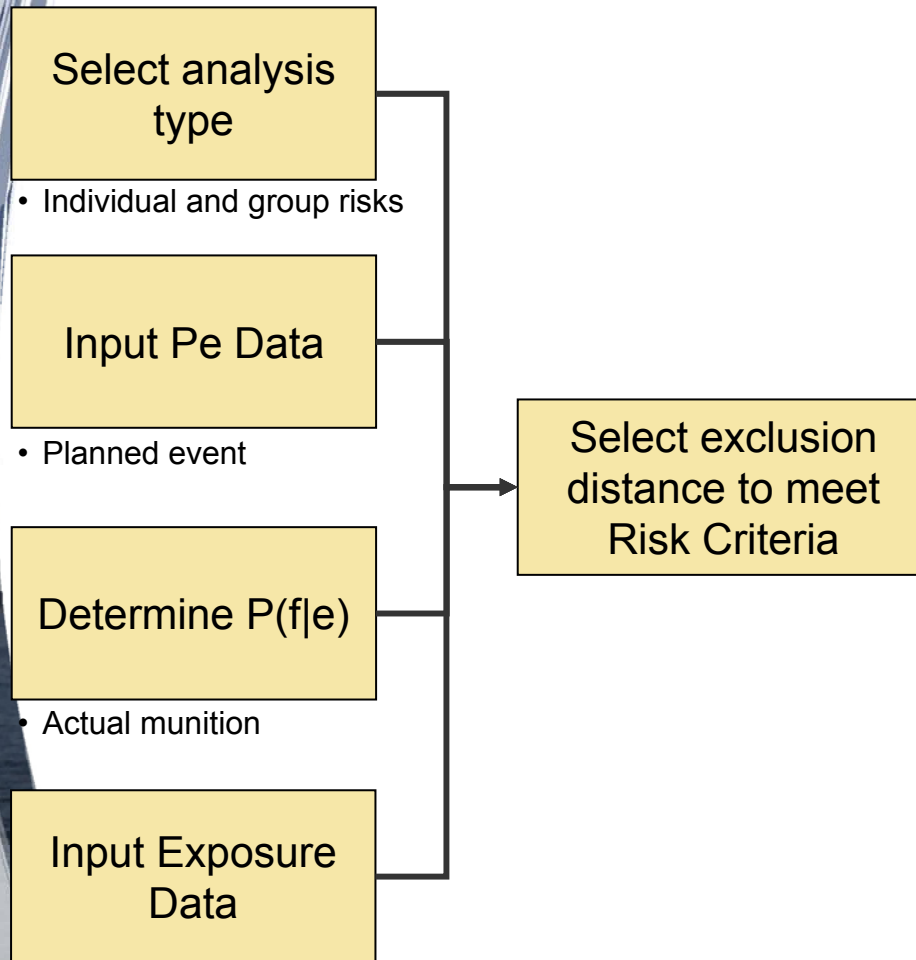 Select analysis
type
• Individual and group risks
Input Pe Data
• Planned event
Determine P(f|e)
• Actual munition
Input Exposure
Data
Select exclusion
distance to meet
Risk Criteria